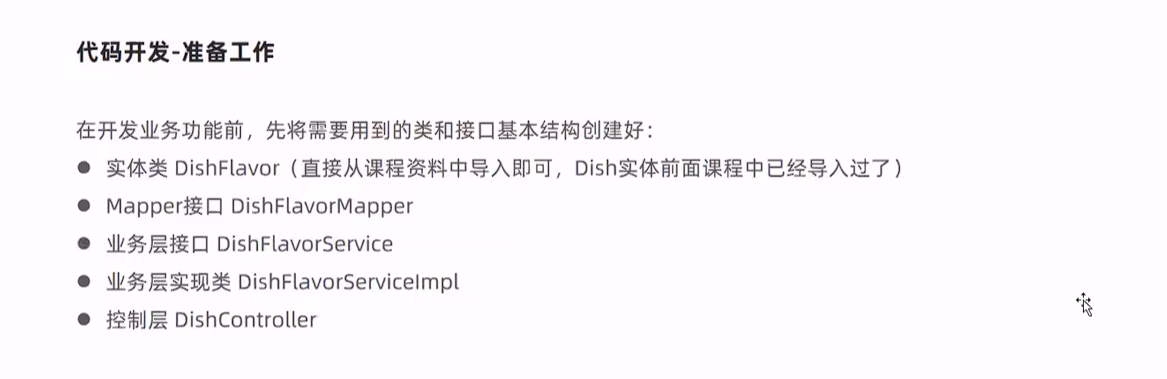 代码开发-准备工作
在开发业务功能前，先将需要用到的类和接口基本结构创建好：
● 实体类 DishFlavor（直接从课程资料中导入即可，Dish实体前面课程中已经导入过了）
● Mapper接口 DishFlavorMapper
● 业务层接口 DishFlavorService
● 业务层实现类 DishFlavorServiceImpl
● 控制层 DishController